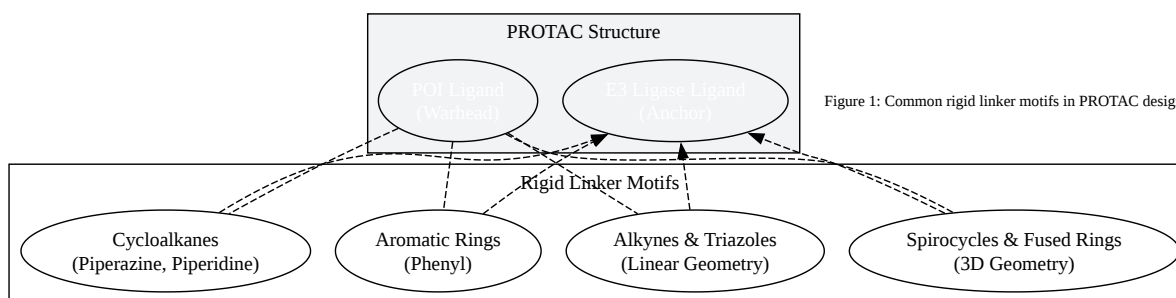 PROTAC Structure
POI Ligand
(Warhead)
E3 Ligase Ligand
(Anchor)
Figure 1: Common rigid linker motifs in PROTAC desig
Rigid Linker Motifs
Cycloalkanes
(Piperazine, Piperidine)
Aromatic Rings
(Phenyl)
Alkynes & Triazoles
(Linear Geometry)
Spirocycles & Fused Rings
(3D Geometry)